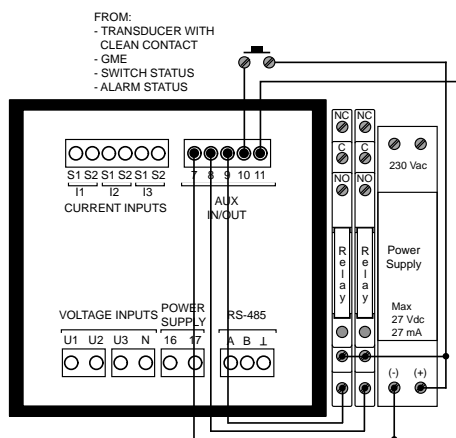 FROM:
- TRANSDUCER WITH
CLEAN CONTACT
- GME
- SWITCH STATUS
- ALARM STATUS
S1 S2 S1 S2 S1 S2
I1 I2 I3
CURRENT INPUTS
7 8 9 10 11
AUX
IN/OUT
VOLTAGE INPUTS
U1 U2 U3 N
POWER
SUPPLY
16 17
RS-485
A B ⊥
NC
C
NO
Relay
NC
C
NO
Relay
230 Vac
Power
Supply
Max
27 Vdc
27 mA
(-) (+)